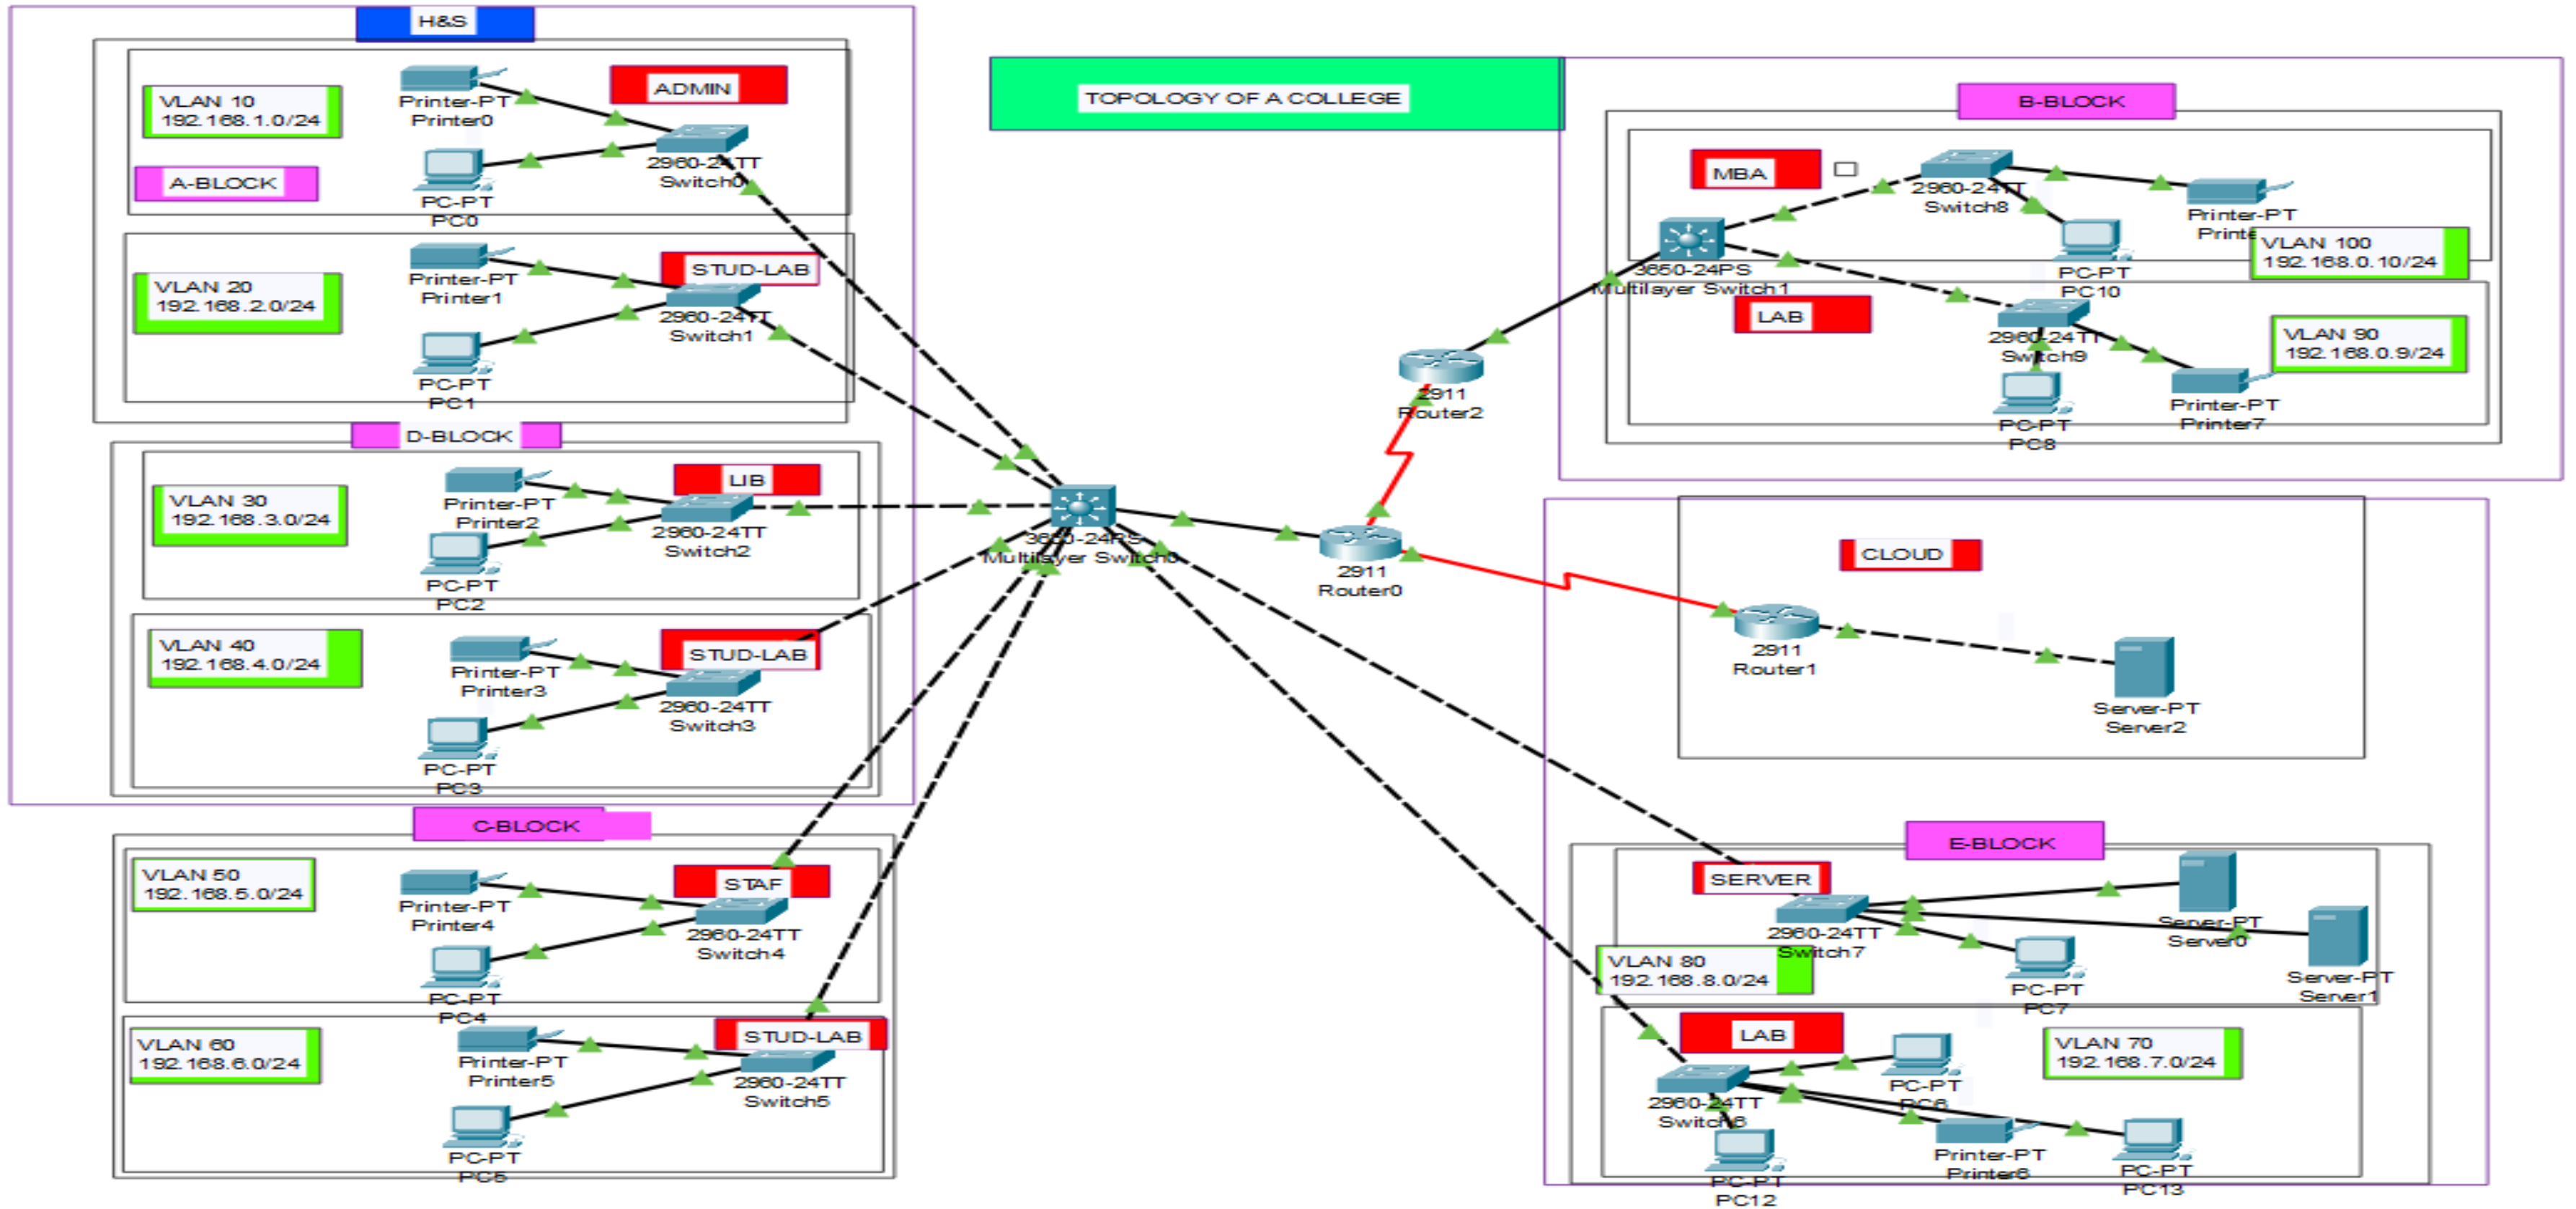 H&S
TOPOLOGY OF A COLLEGE
VLAN 10
192.168.1.0/24
A-BLOCK
Printer-PT
Printer0
ADMIN
2960-24TT
Switch0
PC-PT
PC0
VLAN 20
192.168.2.0/24
Printer-PT
Printer1
STUD-LAB
2960-24TT
Switch1
PC-PT
PC1
D-BLOCK
VLAN 30
192.168.3.0/24
Printer-PT
Printer2
LIB
2960-24TT
Switch2
PC-PT
PC2
VLAN 40
192.168.4.0/24
Printer-PT
Printer3
STUD-LAB
2960-24TT
Switch3
PC-PT
PC3
C-BLOCK
VLAN 50
192.168.5.0/24
Printer-PT
Printer4
STAF
2960-24TT
Switch4
PC-PT
PC4
VLAN 60
192.168.6.0/24
Printer-PT
Printer5
STUD-LAB
2960-24TT
Switch5
PC-PT
PC5
3650-24PS
Multilayer Switch0
2911
Router0
2911
Router2
B-BLOCK
MBA
2960-24TT
Switch8
Printer-PT
PC-PT
PC10
VLAN 100
192.168.0.10/24
3650-24PS
Multilayer Switch1
LAB
2960-24TT
Switch9
VLAN 90
192.168.0.9/24
PC-PT
PC8
Printer-PT
Printer7
CLOUD
2911
Router1
Server-PT
Server2
E-BLOCK
SERVER
2960-24TT
Switch7
Server-PT
Server0
Server-PT
Server1
PC-PT
PC7
VLAN 80
192.168.8.0/24
LAB
VLAN 70
192.168.7.0/24
2960-24TT
Switch6
PC-PT
PC6
PC-PT
PC12
Printer-PT
Printer6
PC-PT
PC13